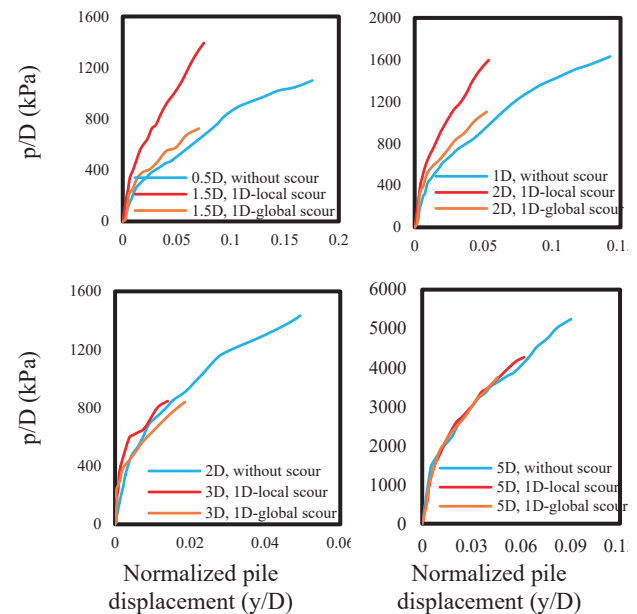 1600
1200
800
400
0
p/D (kPa)
0.5D, without scour
1.5D, 1D-local scour
1.5D, 1D-global scour
0 0.05 0.1 0.15 0.2
2000
1600
1200
800
400
0
1D, without scour
2D, 1D-local scour
2D, 1D-global scour
0 0.05 0.1
1600
1200
800
400
0
p/D (kPa)
2D, without scour
3D, 1D-local scour
3D, 1D-global scour
0 0.02 0.04
Normalized pile
displacement (y/D)
6000
5000
4000
3000
2000
1000
0
5D, without scour
5D, 1D-local scour
5D, 1D-global scour
0 0.03 0.06 0.09
Normalized pile
displacement (y/D)